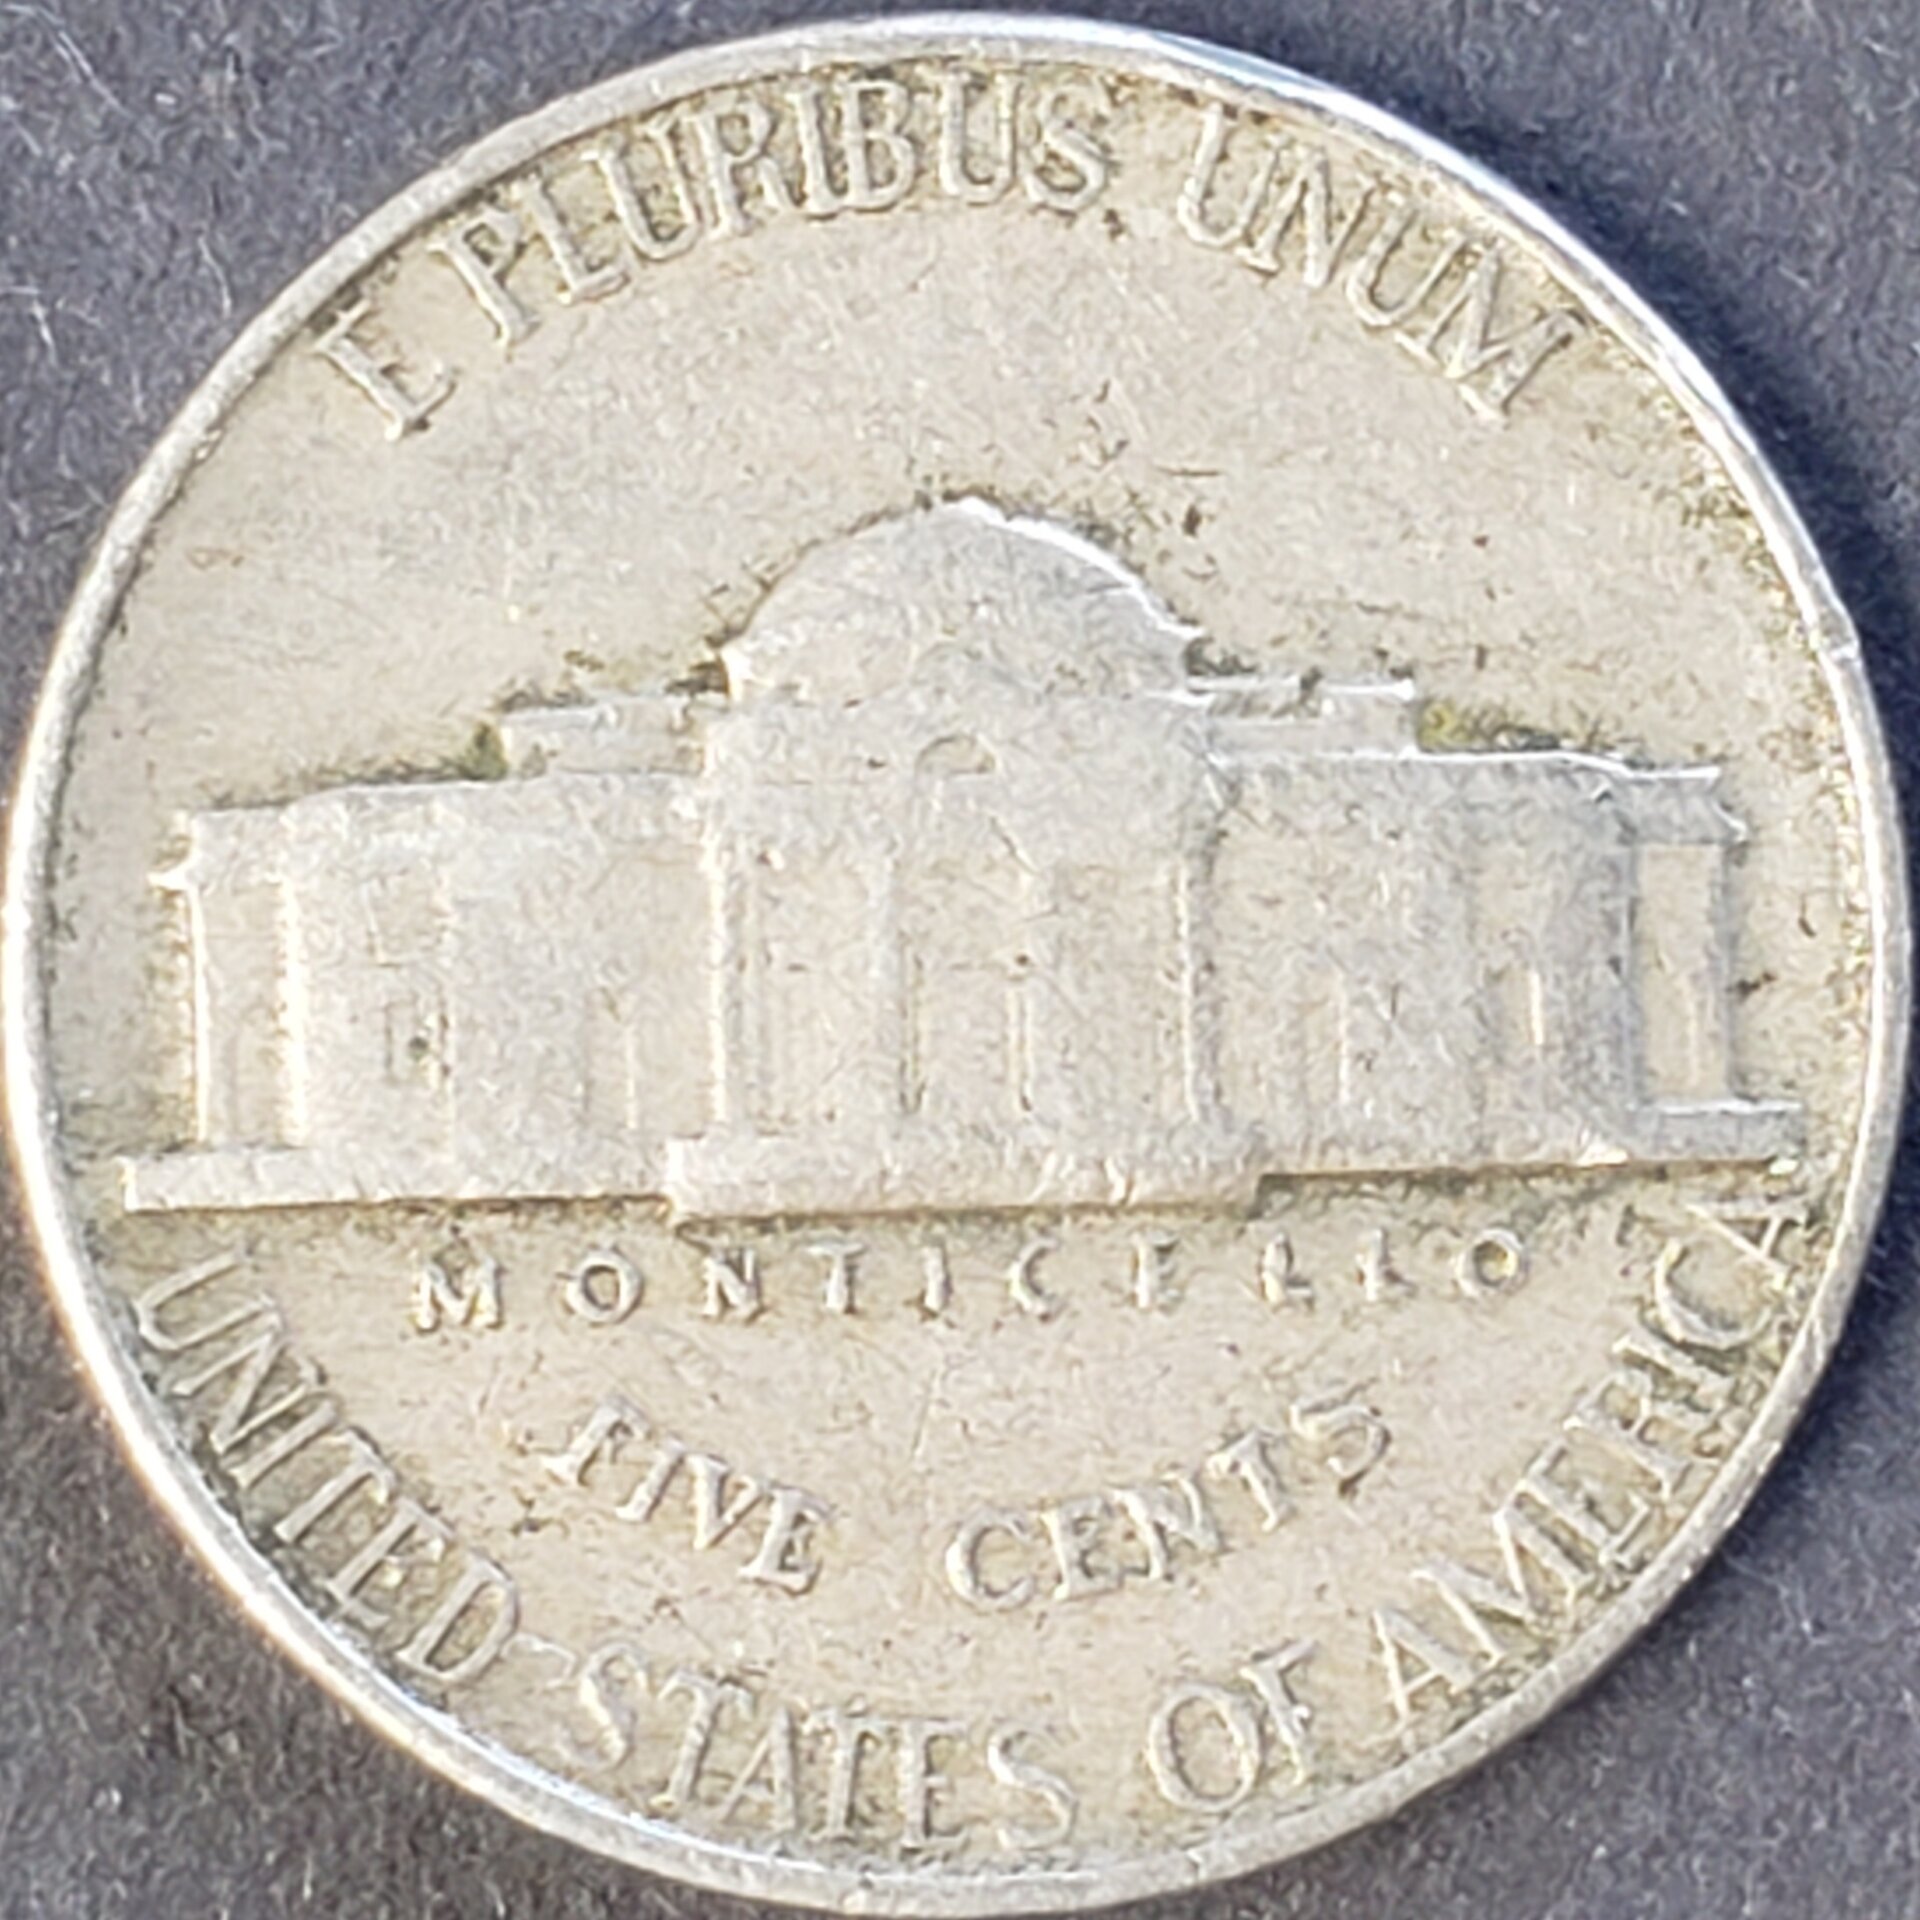 E PLURIBUS UNUM
MONTICELLO
FIVE CENTS
UNITED STATES OF AMERICA